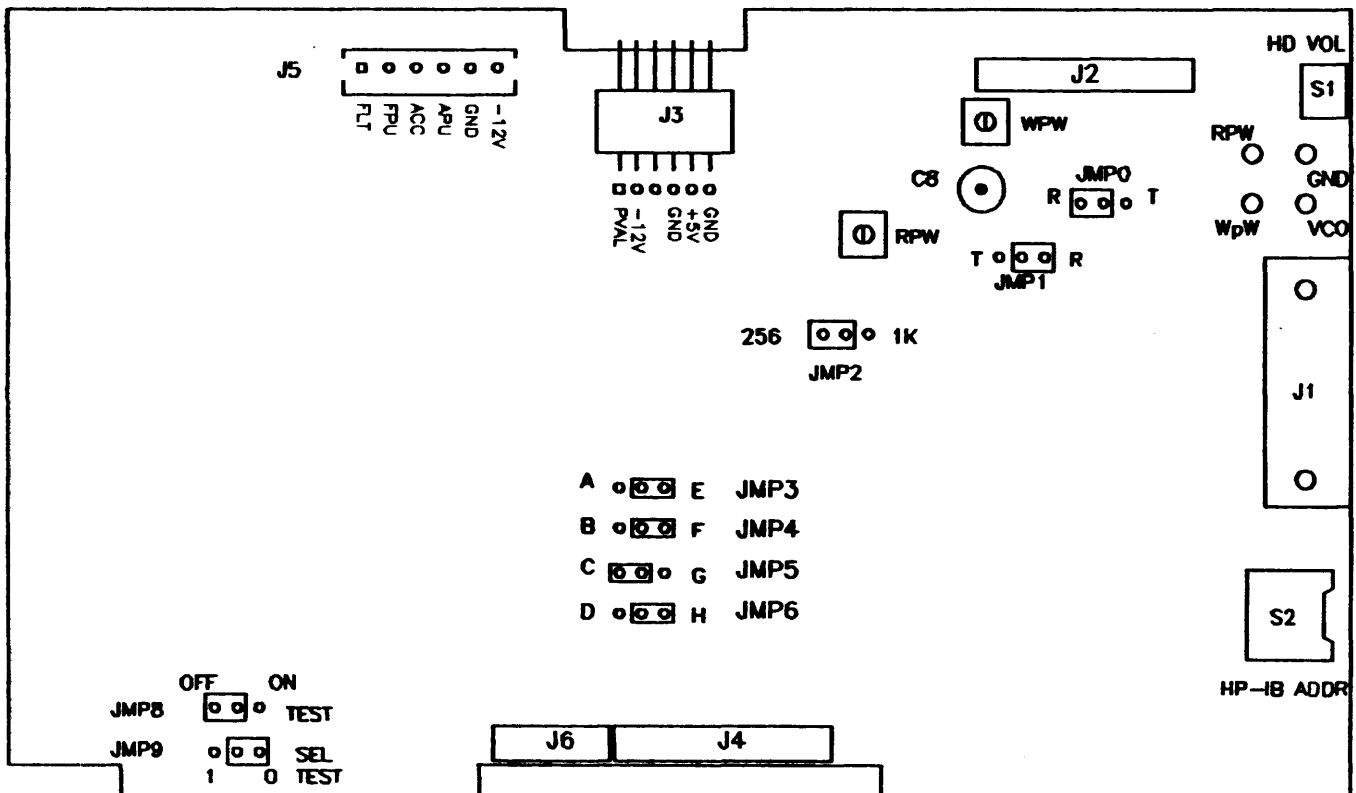 HD VOL
J5
J2
S1
J3
FLT
FPU
ACC
APU
GND
-12V
WPW
RPW
C8
JMP0
R T
GND
PVAL
-12V
GND
+5V
GND
WpW
VCO
RPW
T R
JMP1
256 1K
JMP2
J1
A E JMP3
B F JMP4
C G JMP5
D H JMP6
S2
HP-IB ADDR
OFF ON
JMP8 TEST
JMP9 SEL
1 0 TEST
J6 J4